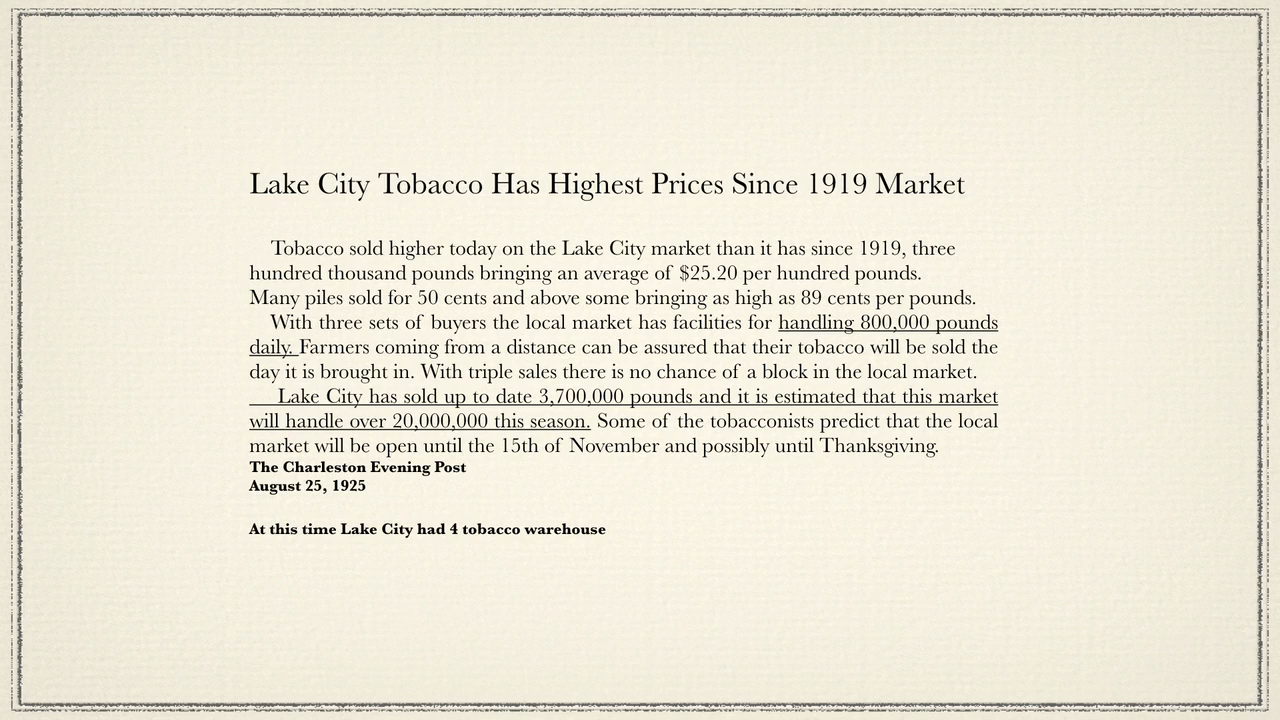 Lake City Tobacco Has Highest Prices Since 1919 Market
Tobacco sold higher today on the Lake City market than it has since 1919, three
hundred thousand pounds bringing an average of $25.20 per hundred pounds.
Many piles sold for 50 cents and above some bringing as high as 89 cents per pounds.
With three sets of buyers the local market has facilities for handling 800,000 pounds
daily. Farmers coming from a distance can be assured that their tobacco will be sold the
day it is brought in. With triple sales there is no chance of a block in the local market.
Lake City has sold up to date 3,700,000 pounds and it is estimated that this market
will handle over 20,000,000 this season. Some of the tobacconists predict that the local
market will be open until the 15th of November and possibly until Thanksgiving.
The Charleston Evening Post
August 25, 1925
At this time Lake City had 4 tobacco warehouse